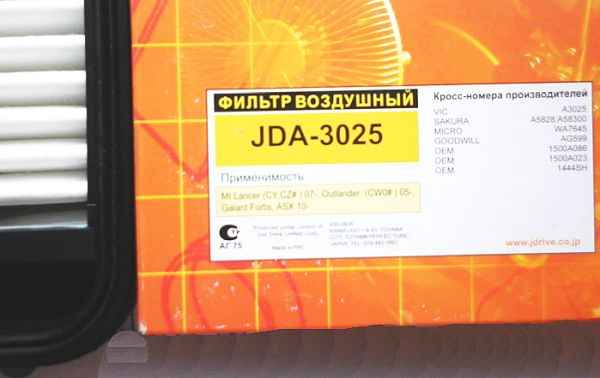 ФИЛЬТР ВОЗДУШНЫЙ
JDA-3025
Применимость
MI Lancer (CY,CZ# ) 07-, Outlander (CW0# ) 05-,
Galant Fortis, ASX 10-
АГ 75
Made in PRC
Кросс-номера производителей
VIC A3025
SAKURA A5828,A58300
MICRO WA7645
GOODWILL AG599
OEM 1500A086
OEM 1500A023
OEM 1444SH
www.jdrive.co.jp